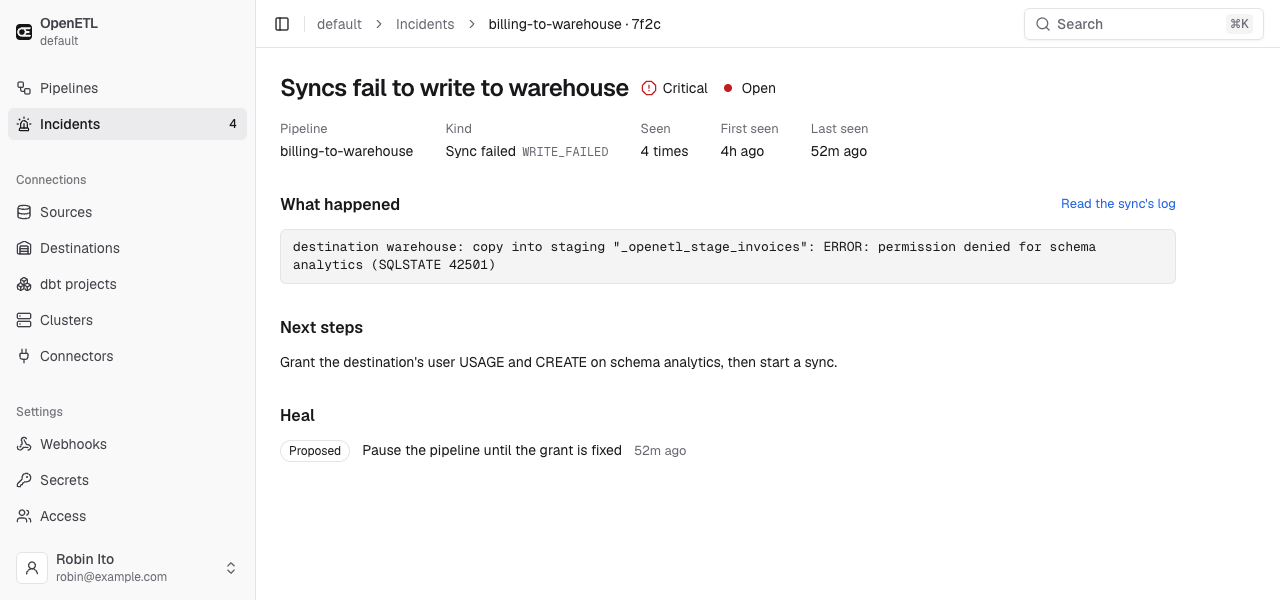 OpenETL
default
Pipelines
Incidents 4
Connections
Sources
Destinations
dbt projects
Clusters
Connectors
Settings
Webhooks
Secrets
Access
Robin Ito
robin@example.com
default > Incidents > billing-to-warehouse · 7f2c
Search ⌘K
Syncs fail to write to warehouse Critical Open
Pipeline Kind Seen First seen Last seen
billing-to-warehouse Sync failed WRITE_FAILED 4 times 4h ago 52m ago
What happened Read the sync's log
destination warehouse: copy into staging "_openetl_stage_invoices": ERROR: permission denied for schema
analytics (SQLSTATE 42501)
Next steps
Grant the destination's user USAGE and CREATE on schema analytics, then start a sync.
Heal
Proposed Pause the pipeline until the grant is fixed 52m ago